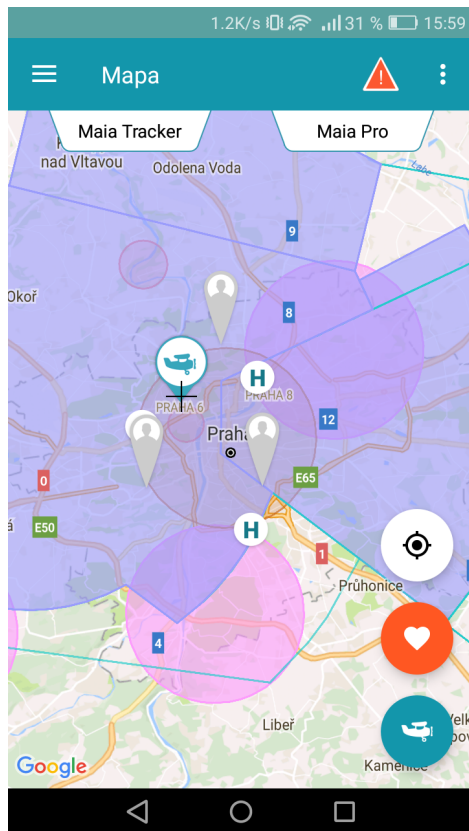 1.2K/s 31 % 15:59
Mapa
Maia Tracker Maia Pro
nad Vltavou
Odolena Voda
Labe
9
Okoř
8
H
PRAHA 6
PRAHA 8
12
Praha
0
E65
E50
á
H
1
Průhonice
4
Libeř
Google